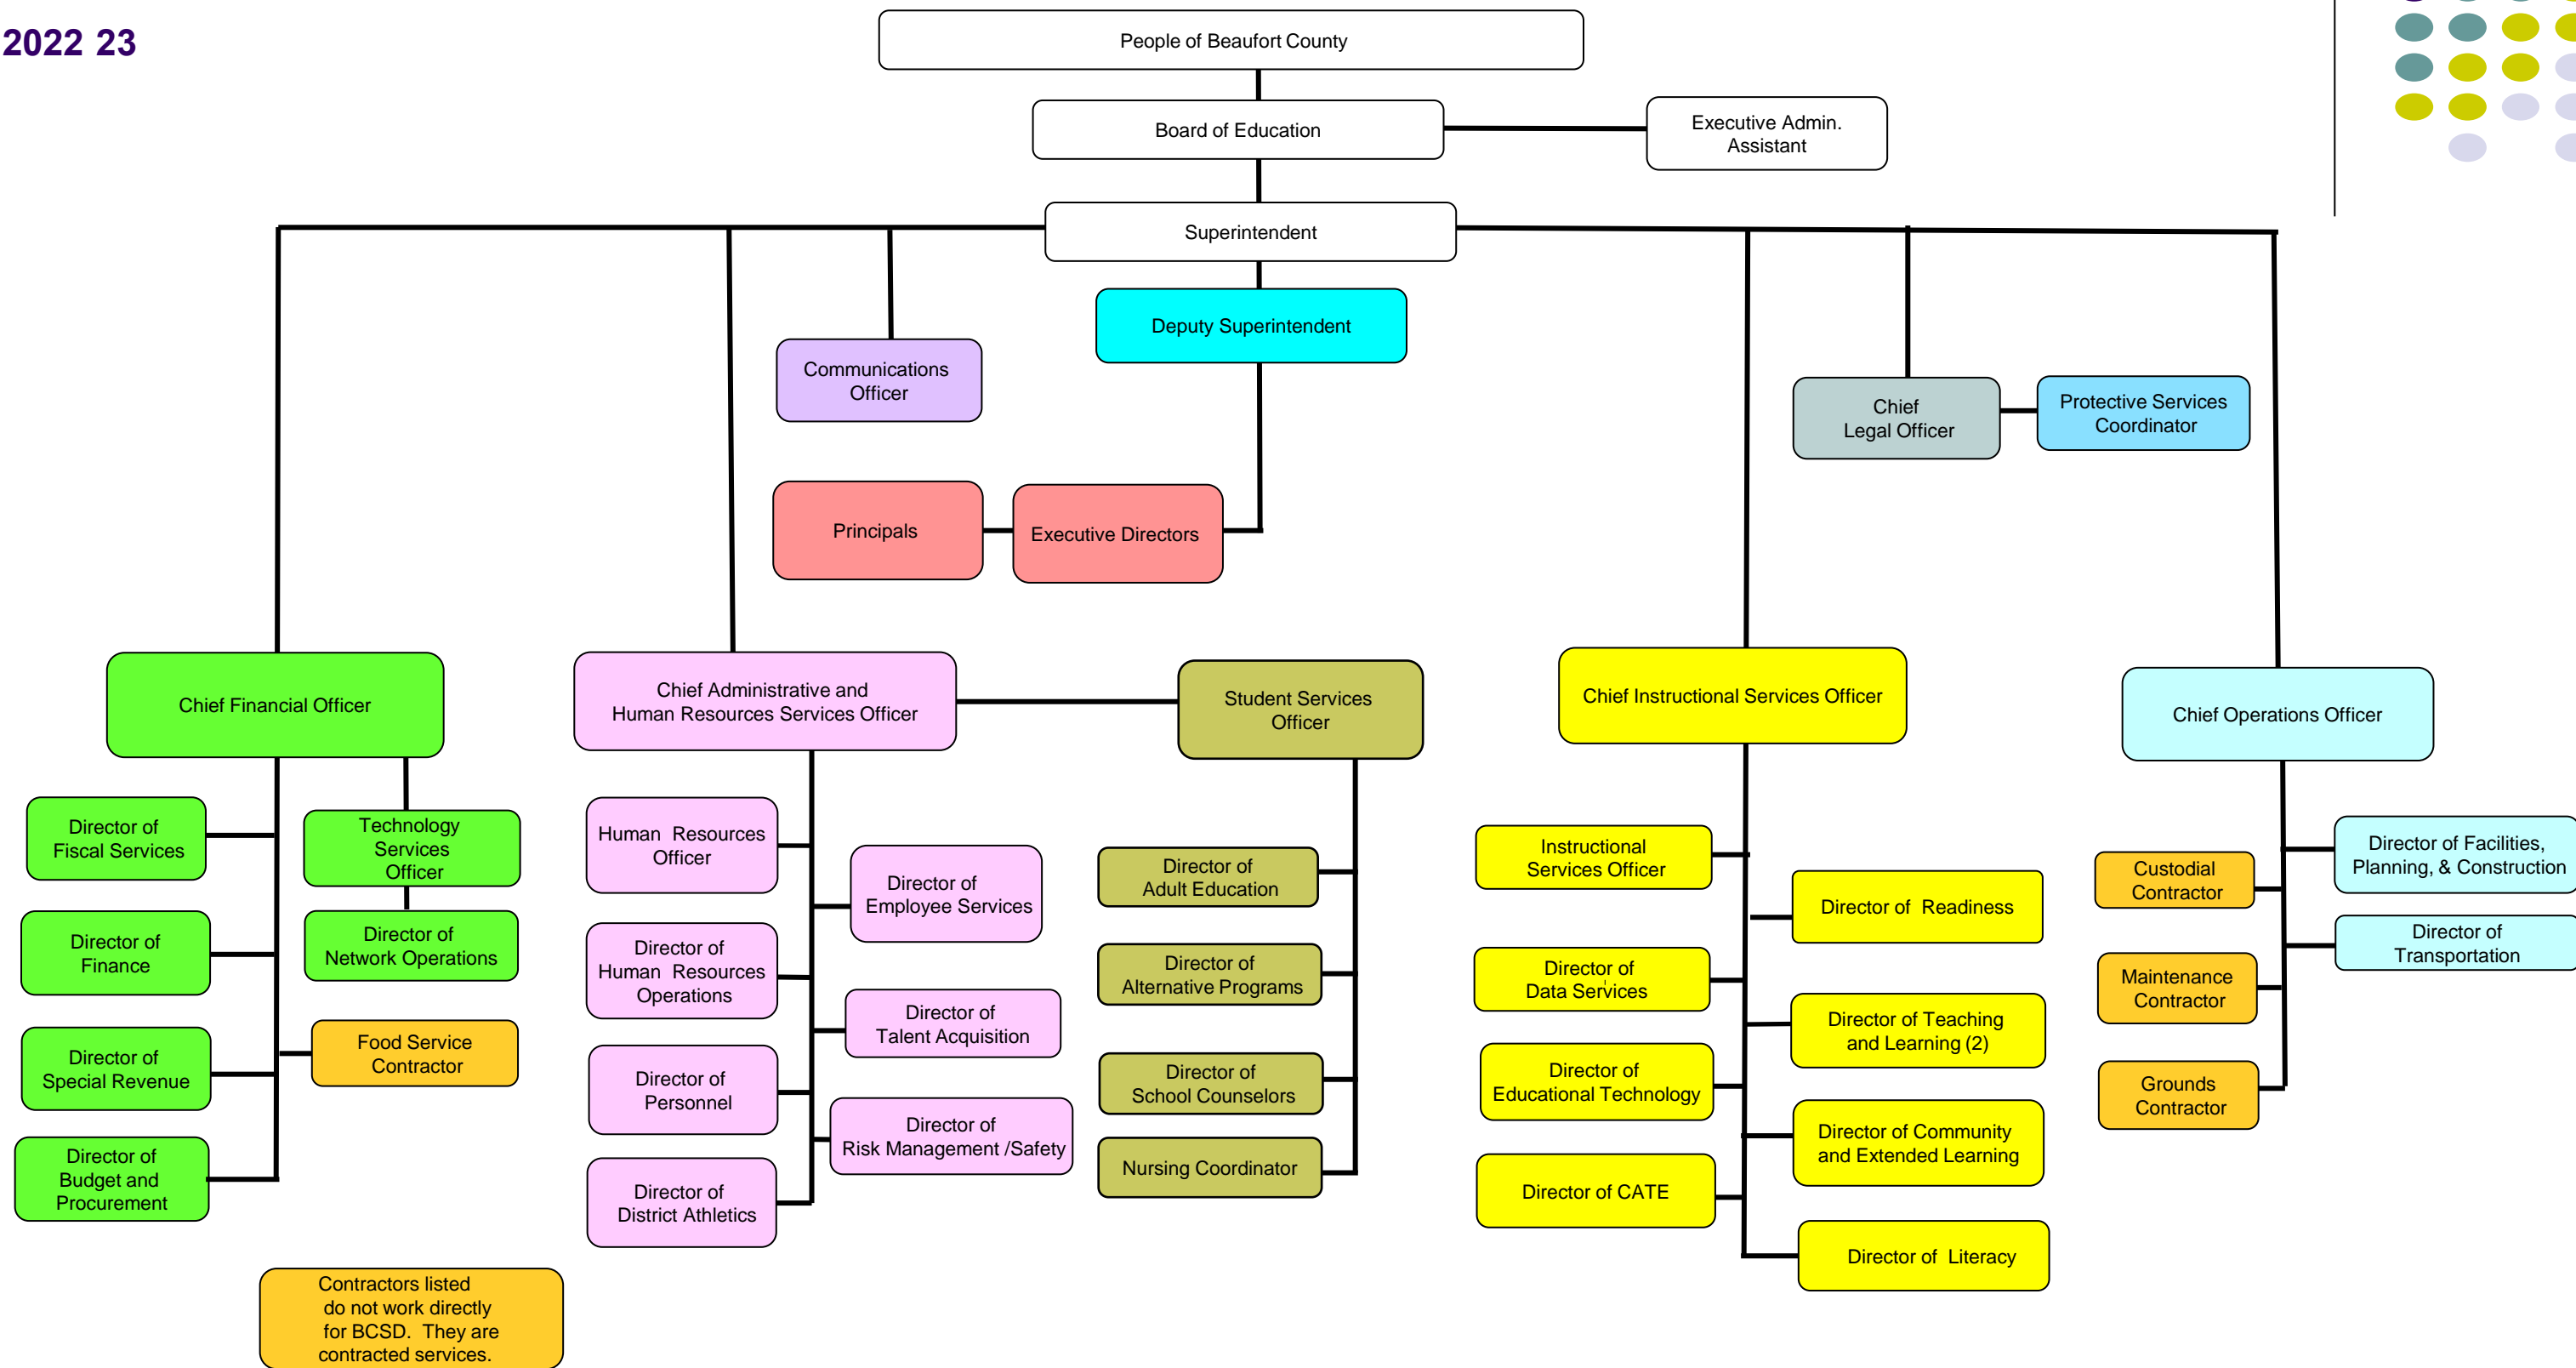 2022 23
People of Beaufort County
Board of Education
Executive Admin.
Assistant
Superintendent
Deputy Superintendent
Communications
Officer
Chief
Legal Officer
Protective Services
Coordinator
Principals
Executive Directors
Chief Financial Officer
Chief Administrative and
Human Resources Services Officer
Student Services
Officer
Chief Instructional Services Officer
Chief Operations Officer
Director of
Fiscal Services
Technology
Services
Officer
Director of
Finance
Director of
Network Operations
Director of
Special Revenue
Food Service
Contractor
Director of
Budget and
Procurement
Human Resources
Officer
Director of
Employee Services
Director of
Human Resources
Operations
Director of
Talent Acquisition
Director of
Personnel
Director of
Risk Management /Safety
Director of
District Athletics
Director of
Adult Education
Director of
Alternative Programs
Director of
School Counselors
Nursing Coordinator
Instructional
Services Officer
Director of Readiness
Director of
Data Services
Director of Teaching
and Learning (2)
Director of
Educational Technology
Director of Community
and Extended Learning
Director of CATE
Director of Literacy
Director of Facilities,
Planning, & Construction
Custodial
Contractor
Director of
Transportation
Maintenance
Contractor
Grounds
Contractor
Contractors listed
do not work directly
for BCSD. They are
contracted services.